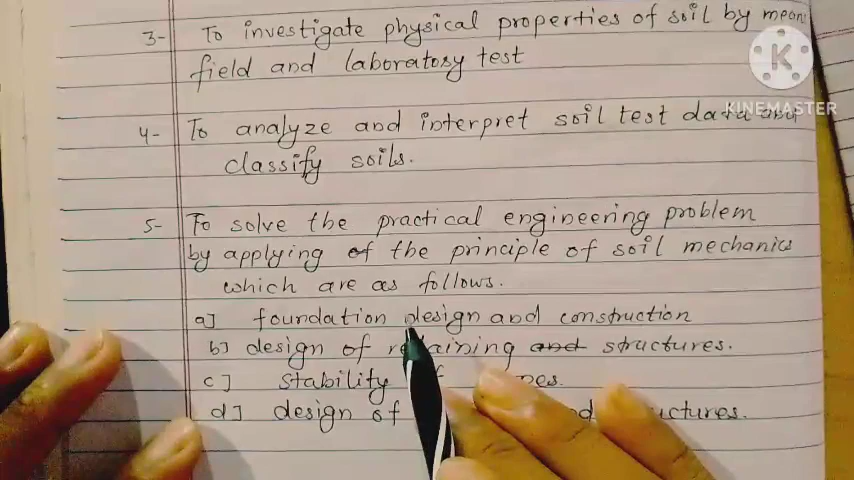 3- To investigate physical properties of soil by mean
field and laboratory test
KINEMASTER
4- To analyze and interpret soil test data and
classify soils.
5- To solve the practical engineering problem
by applying of the principle of soil mechanics
which are as follows.
a] foundation design and construction
b] design of retaining and structures.
c] stability
d] design of